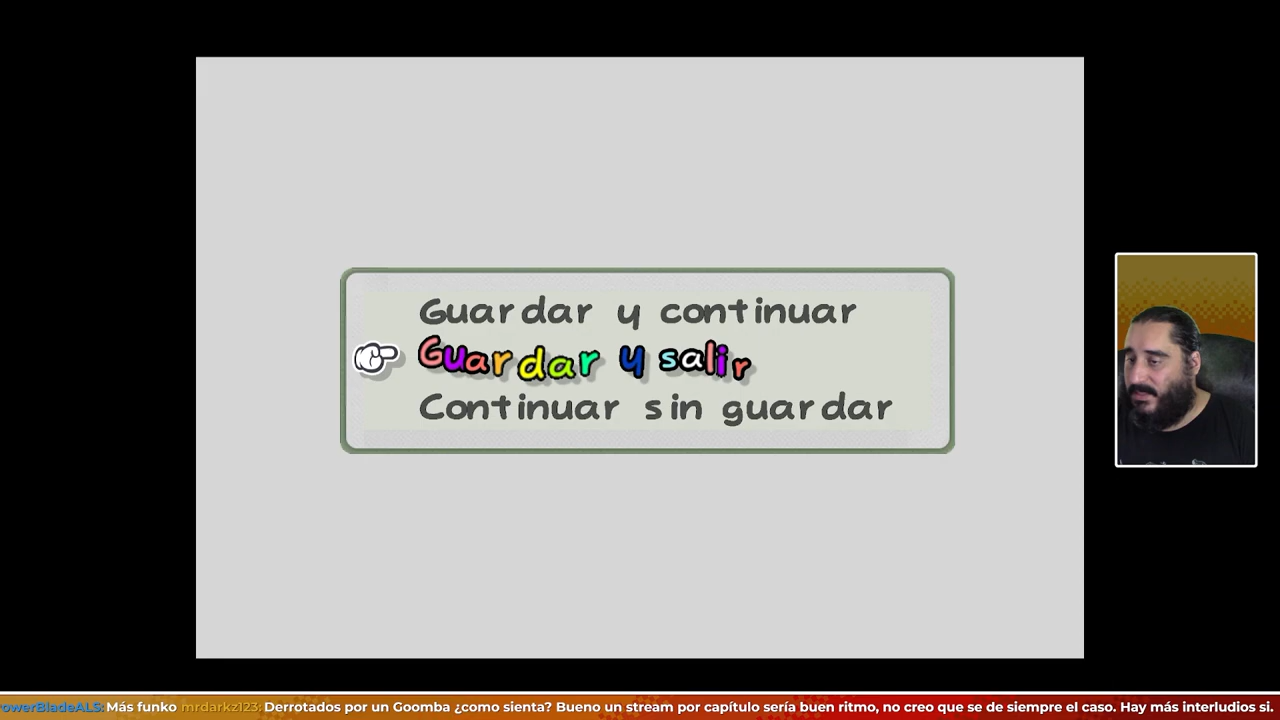 Guardar y continuar
Guardar y salir
Continuar sin guardar
owerBladeALS: Más funko mrdarkz123: Derrotados por un Goomba ¿como sienta? Bueno un stream por capítulo sería buen ritmo, no creo que se de siempre el caso. Hay más interludios si.